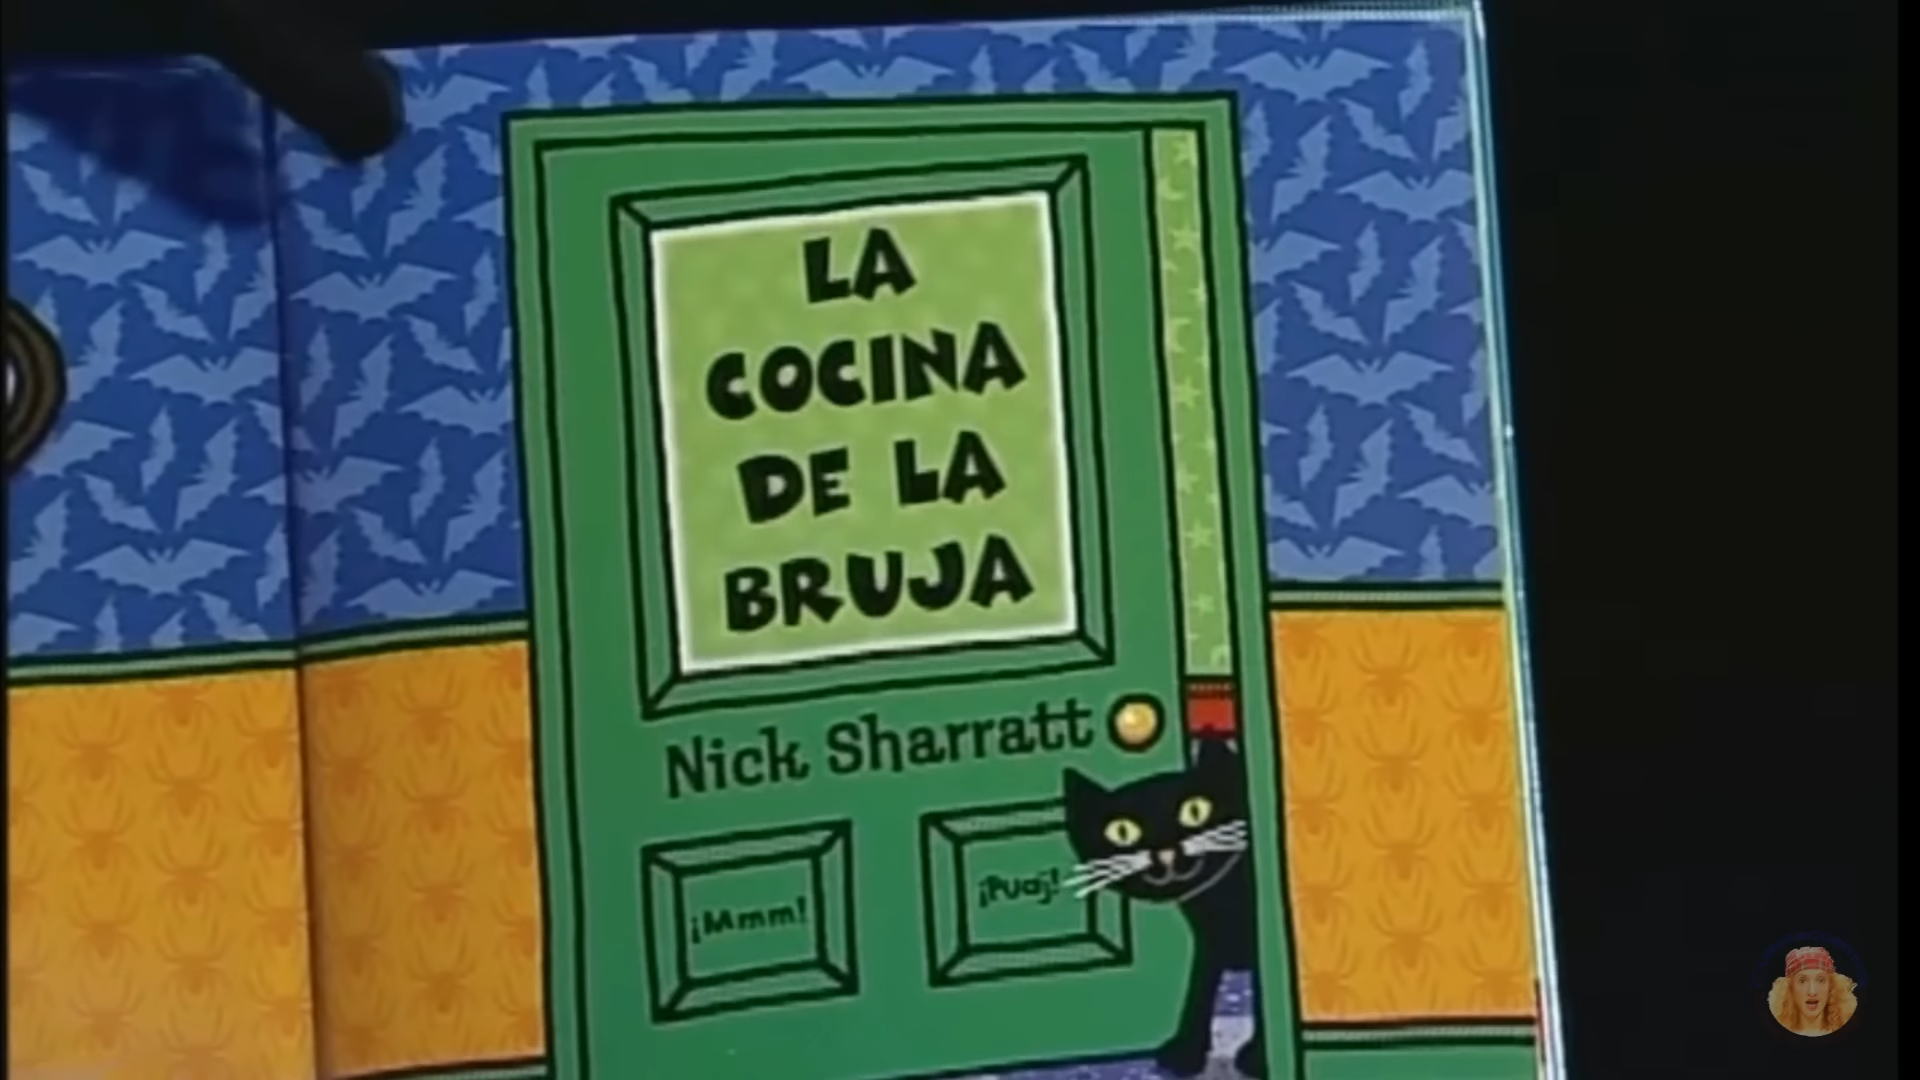 LA
COCINA
DE LA
BRUJA
Nick Sharratt
¡Mmm!
¡Puaj!